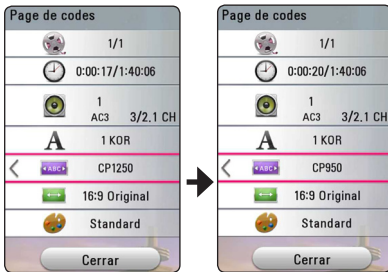 Page de codes
1/1
0:00:17/1:40:06
1
AC3 3/2.1 CH
A 1 KOR
ABC CP1250
16:9 Original
Standard
Cerrar
Page de codes
1/1
0:00:20/1:40:06
1
AC3 3/2.1 CH
A 1 KOR
ABC CP950
16:9 Original
Standard
Cerrar